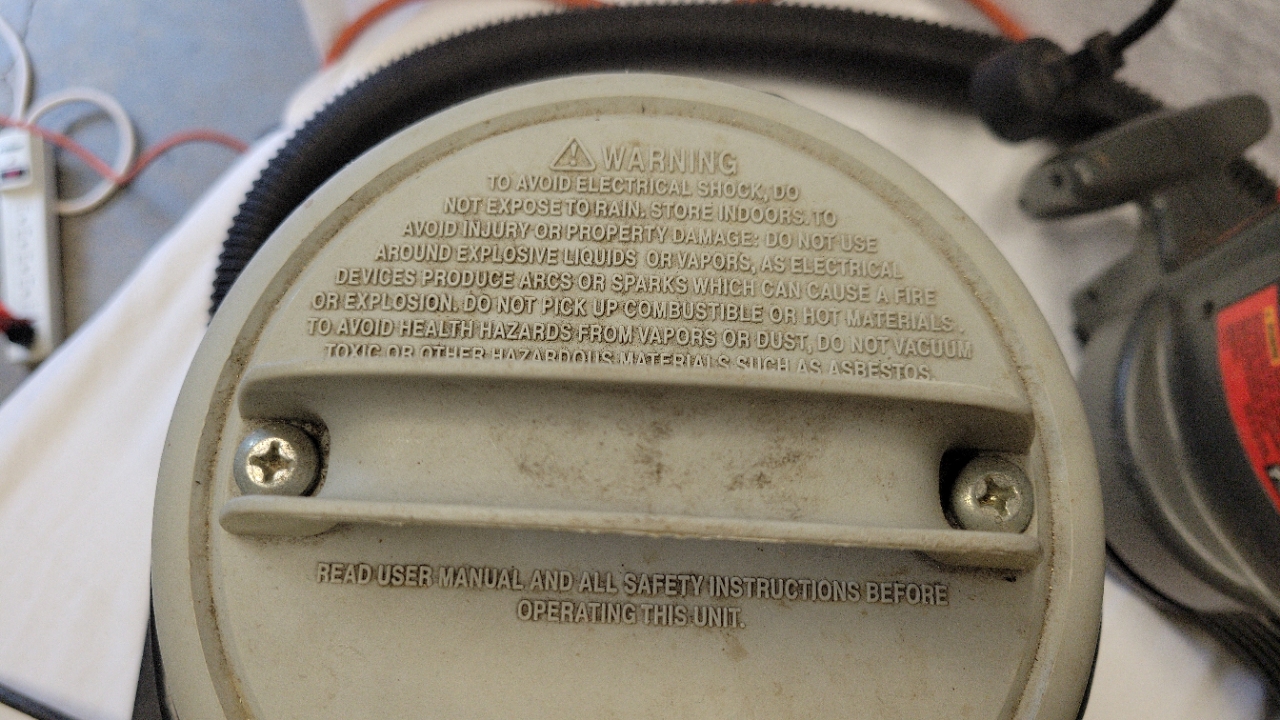 WARNING
TO AVOID ELECTRICAL SHOCK, DO
NOT EXPOSE TO RAIN. STORE INDOORS. TO
AVOID INJURY OR PROPERTY DAMAGE: DO NOT USE
AROUND EXPLOSIVE LIQUIDS OR VAPORS, AS ELECTRICAL
DEVICES PRODUCE ARCS OR SPARKS WHICH CAN CAUSE A FIRE
OR EXPLOSION. DO NOT PICK UP COMBUSTIBLE OR HOT MATERIALS.
TO AVOID HEALTH HAZARDS FROM VAPORS OR DUST, DO NOT VACUUM
TOXIC OR OTHER HAZARDOUS MATERIALS SUCH AS ASBESTOS.
READ USER MANUAL AND ALL SAFETY INSTRUCTIONS BEFORE
OPERATING THIS UNIT.